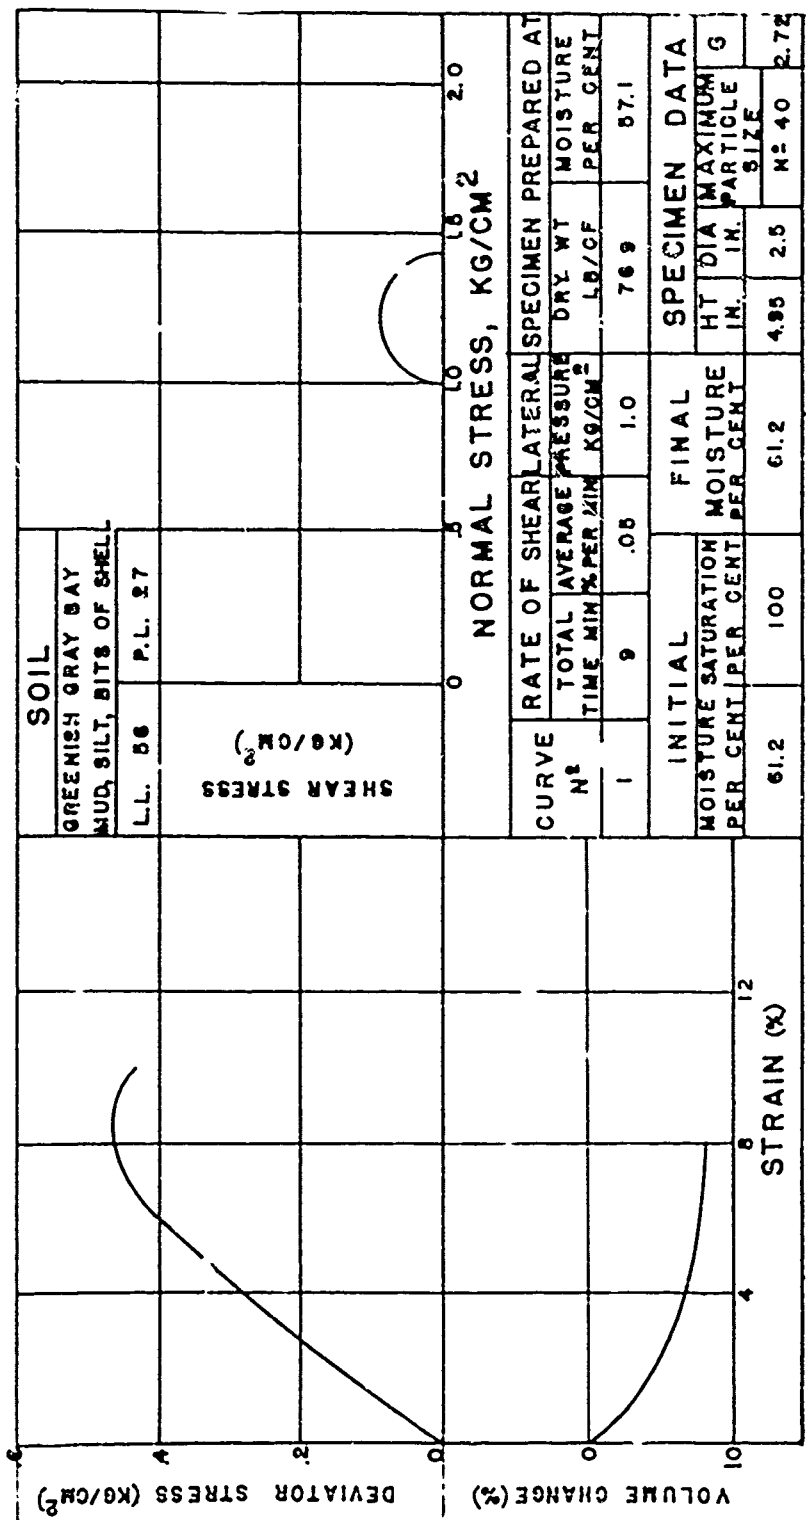 SOIL
GREENISH GRAY BAY
MUD, SILT, BITS OF SHELL
L.L. 56 P.L. 27
.6
.4
.2
0
DEVIATOR STRESS (KG/CM²)
0
10
VOLUME CHANGE (%)
4
8
12
STRAIN (%)
SHEAR STRESS
(KG/CM²)
0
.5
1.0
1.5
2.0
NORMAL STRESS, KG/CM²
CURVE
Nº
RATE OF SHEAR
TOTAL
TIME MIN
AVERAGE
% PER MIN
LATERAL
PRESSURE
KG/CM²
SPECIMEN PREPARED AT
DRY WT
LB/CF
MOISTURE
PER CENT
1
9
.05
1.0
76 9
57.1
INITIAL
MOISTURE
PER CENT
SATURATION
PER CENT
FINAL
MOISTURE
PER CENT
SPECIMEN DATA
HT
IN.
DIA
IN.
MAXIMUM
PARTICLE
SIZE
G
61.2
100
61.2
4.95
2.5
Nº 40
2.72